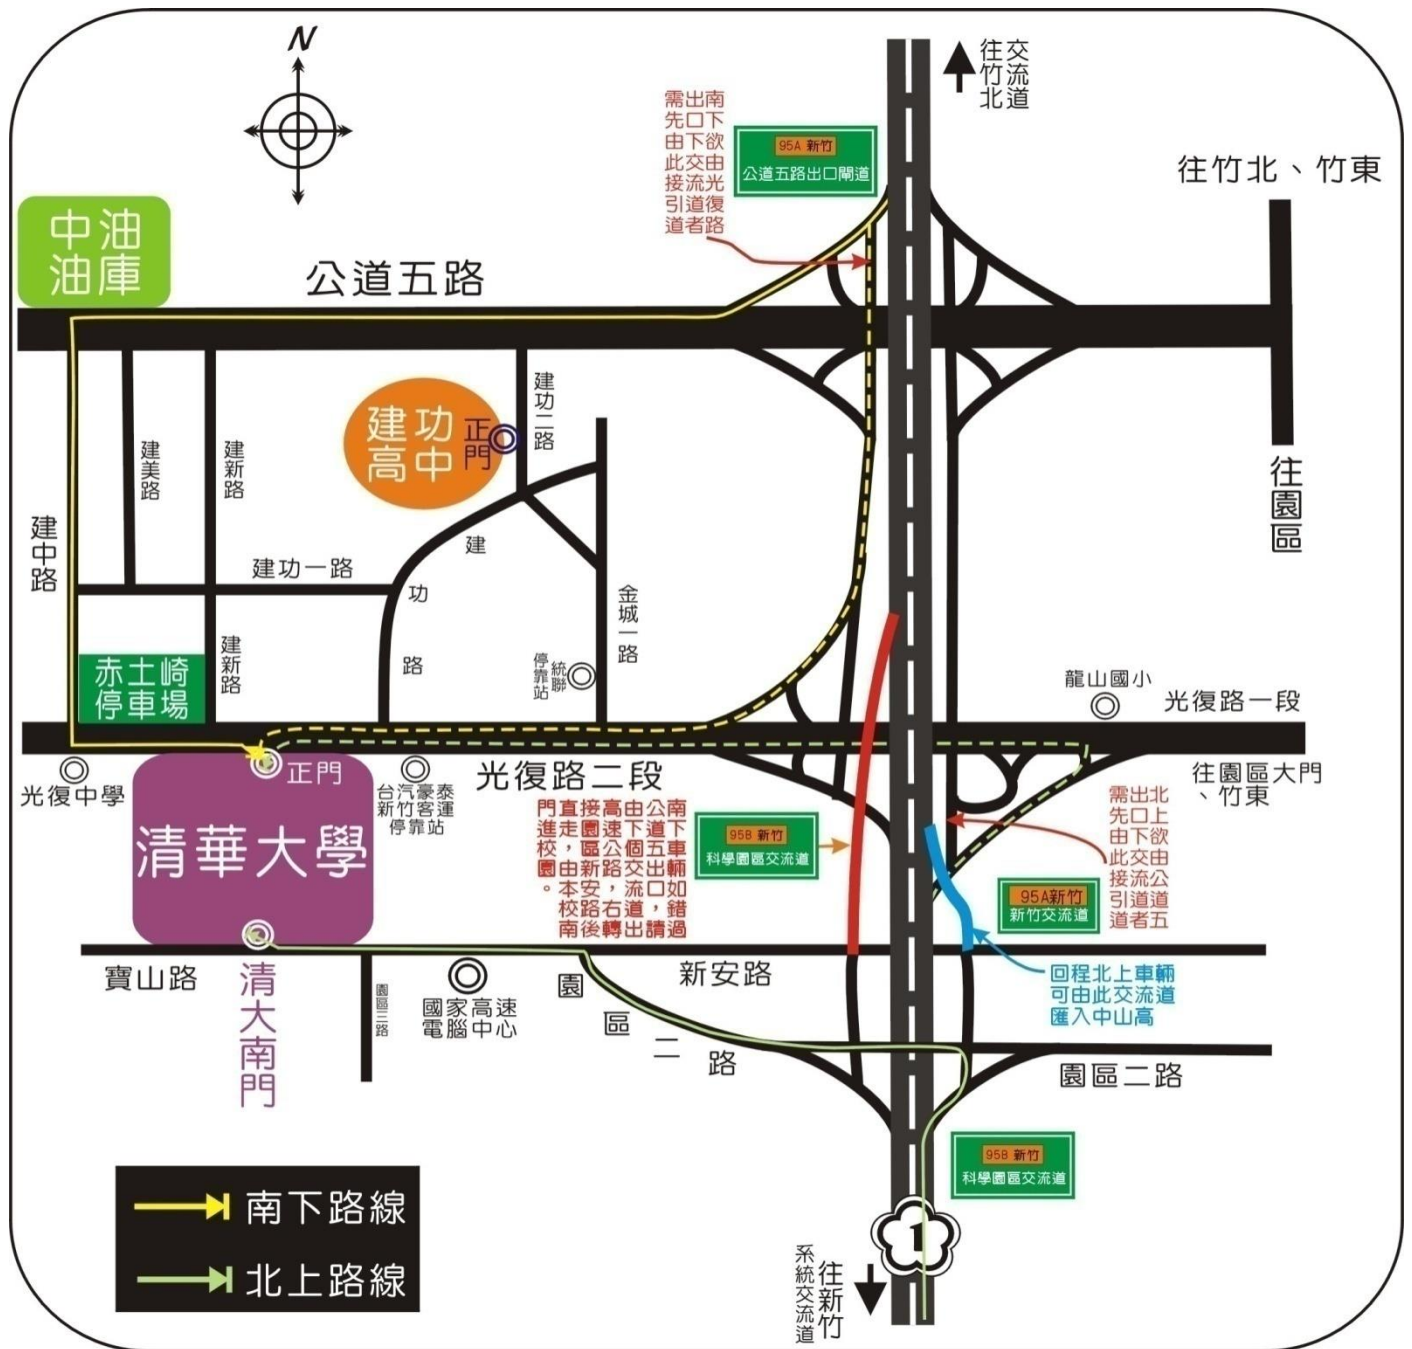 N
往竹北
交流道
南下欲由光復路
出口下交流道者
需先由此接引道
95A 新竹
公道五路出口閘道
往竹北、竹東
中油
油庫
公道五路
建功
高中
正門
建功二路
建美路
建新路
建中路
往園區
建功一路
建
功
路
金城一路
赤土崎
停車場
建新路
統聯
停靠站
龍山國小
光復路一段
光復中學
正門
台汽豪泰
新竹客運
停靠站
光復路二段
往園區大門
、竹東
清華大學
南下車輛如錯過
公道五出口,請
由下個交流道出
高速公路,右轉
接園區新安路後
直走,由本校南
門進校園。
95B 新竹
科學園區交流道
北上欲由公道五
出口下交流道者
需先由此接引道
95A新竹
新竹交流道
寶山路
清大南門
園區三路
國家高速
電腦中心
園
區
二
路
新安路
回程北上車輛
可由此交流道
匯入中山高
園區二路
95B 新竹
科學園區交流道
南下路線
北上路線
1
往新竹
系統交流道